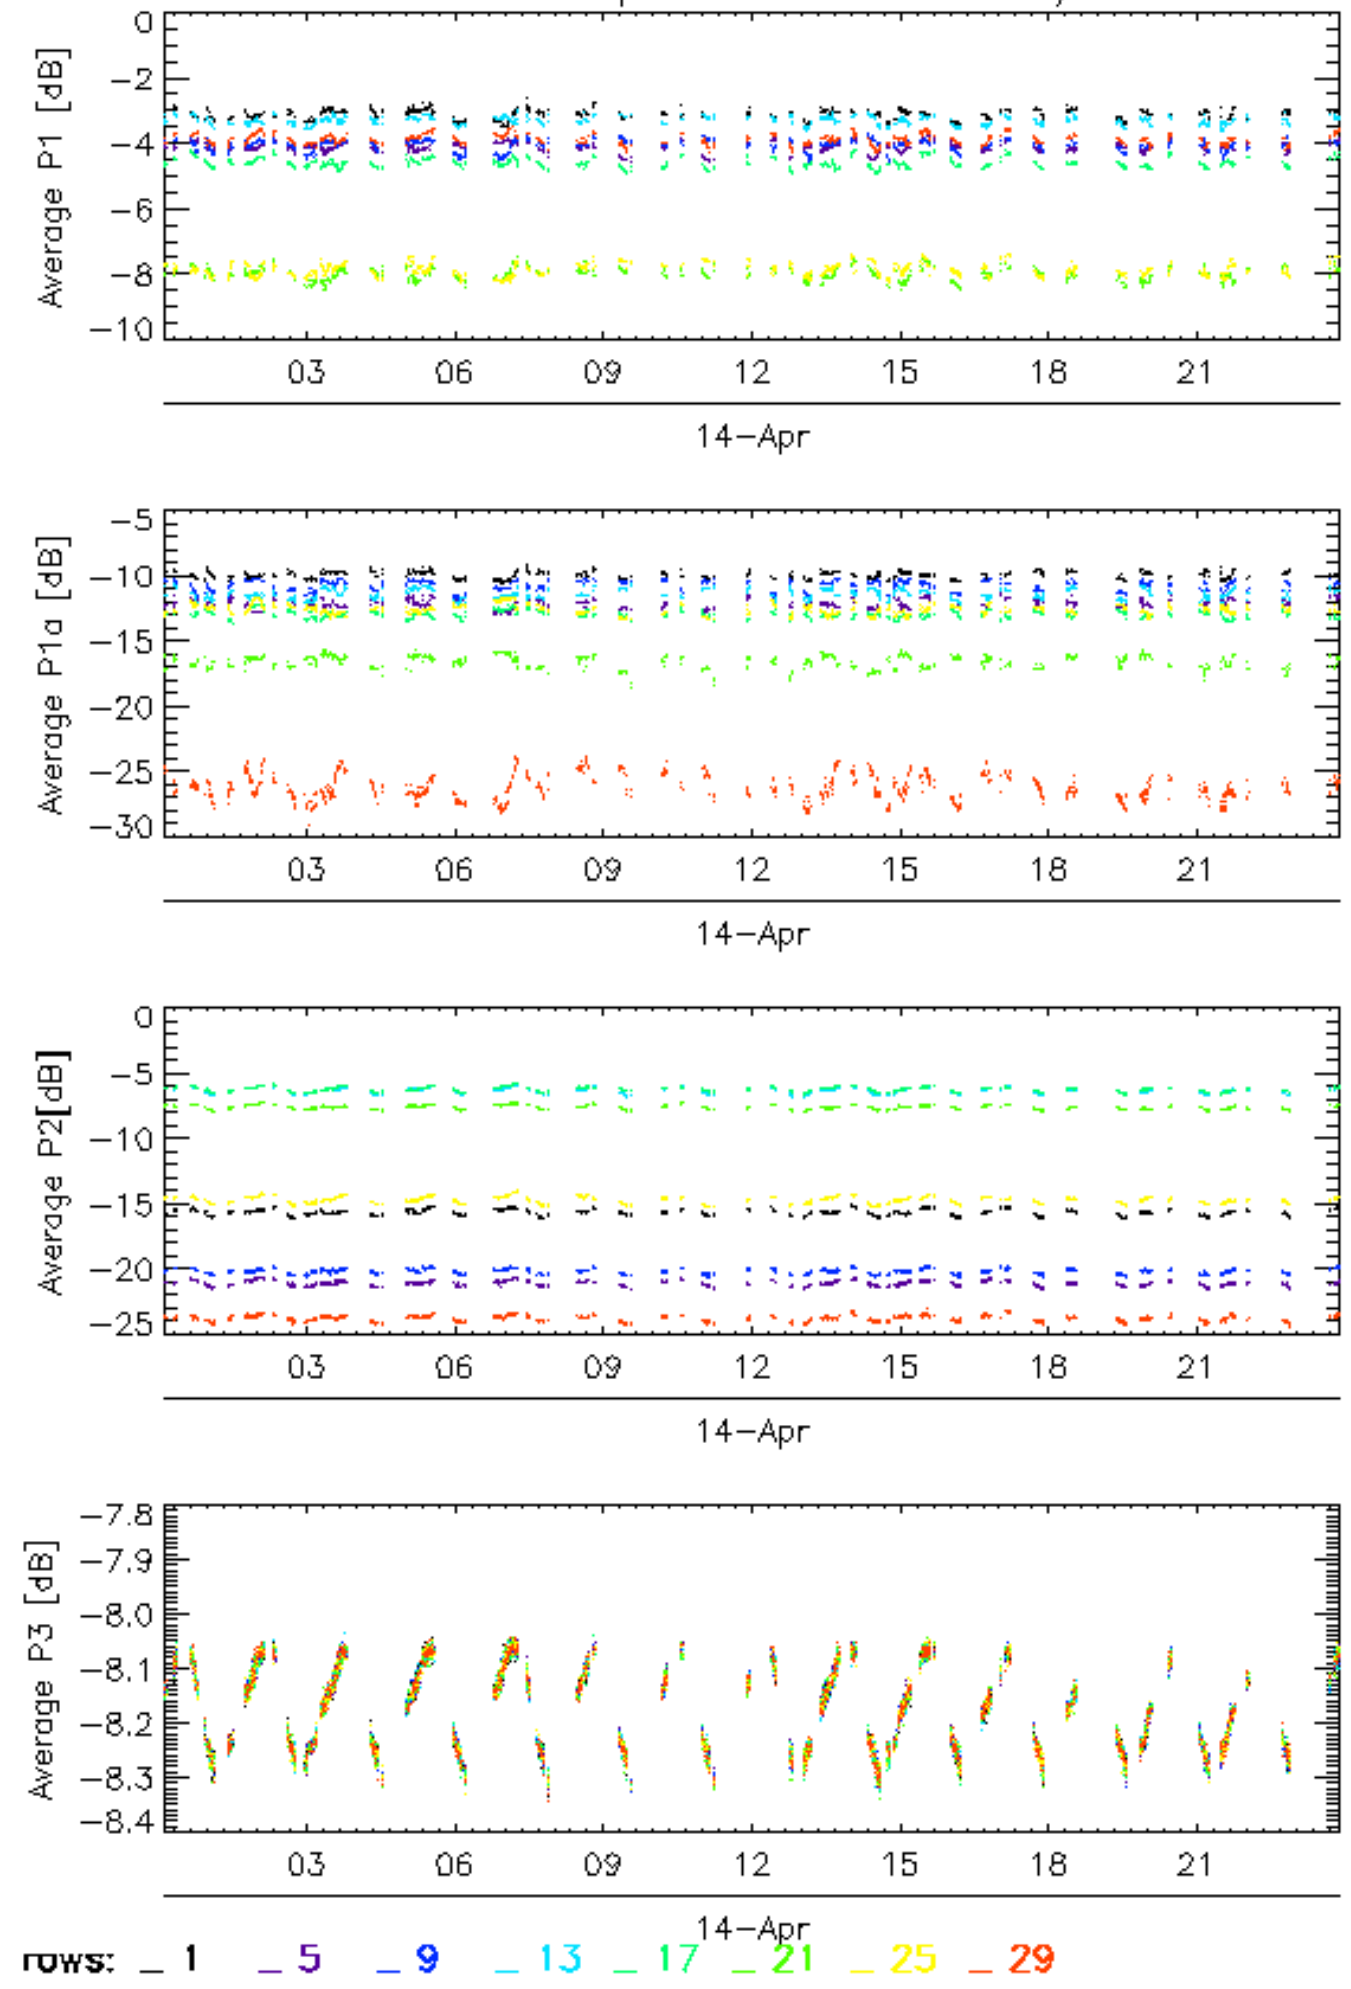 0
−2
−4
−6
−8
−10
Average P1 [dB]
03 06 09 12 15 18 21
14−Apr
−5
−10
−15
−20
−25
−30
Average P1a [dB]
03 06 09 12 15 18 21
14−Apr
0
−5
−10
−15
−20
−25
Average P2[dB]
03 06 09 12 15 18 21
14−Apr
−7.8
−7.9
−8.0
−8.1
−8.2
−8.3
−8.4
Average P3 [dB]
03 06 09 12 15 18 21
14−Apr
rows: _ 1 _ 5 _ 9 _ 13 _ 17 _ 21 _ 25 _ 29